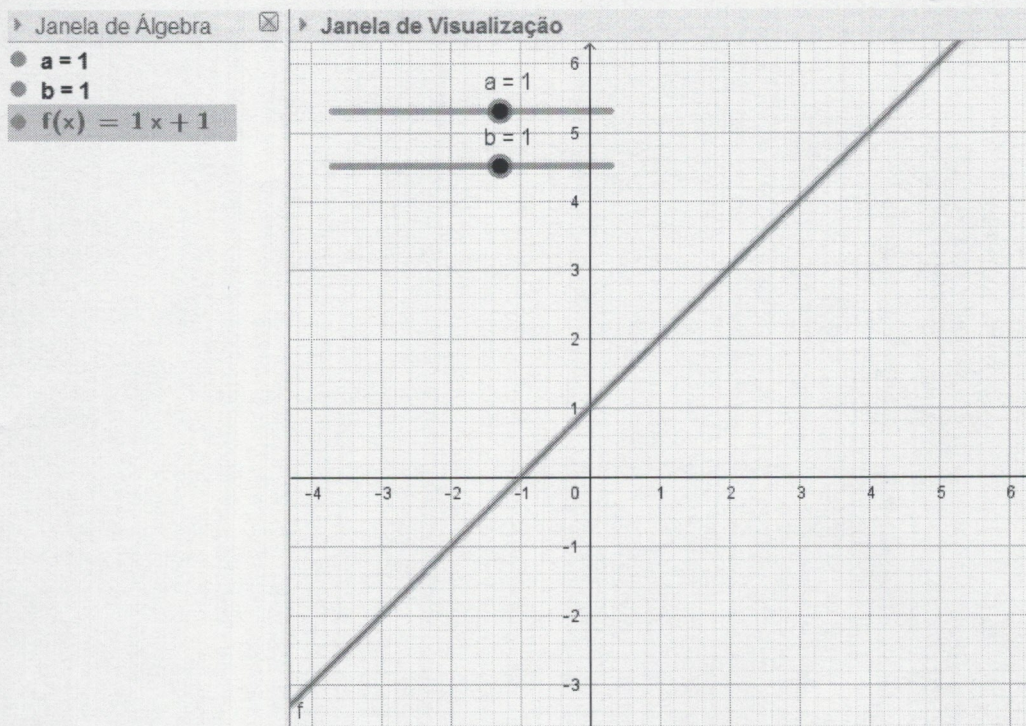 Janela de Álgebra
a = 1
b = 1
f(x) = 1 x + 1
Janela de Visualização
a = 1
b = 1
6
5
4
3
2
1
-4 -3 -2 -1 0 1 2 3 4 5 6
-1
-2
-3
f